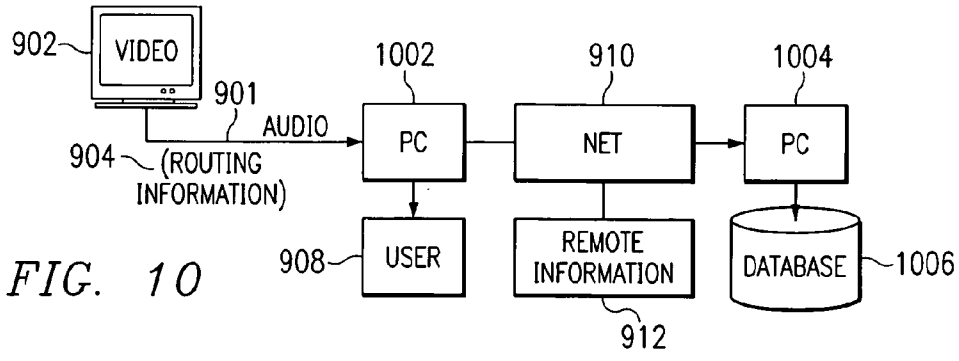 902
VIDEO
901
AUDIO
904
(ROUTING
INFORMATION)
1002
PC
910
NET
1004
PC
908
USER
REMOTE
INFORMATION
912
DATABASE
1006
FIG. 10